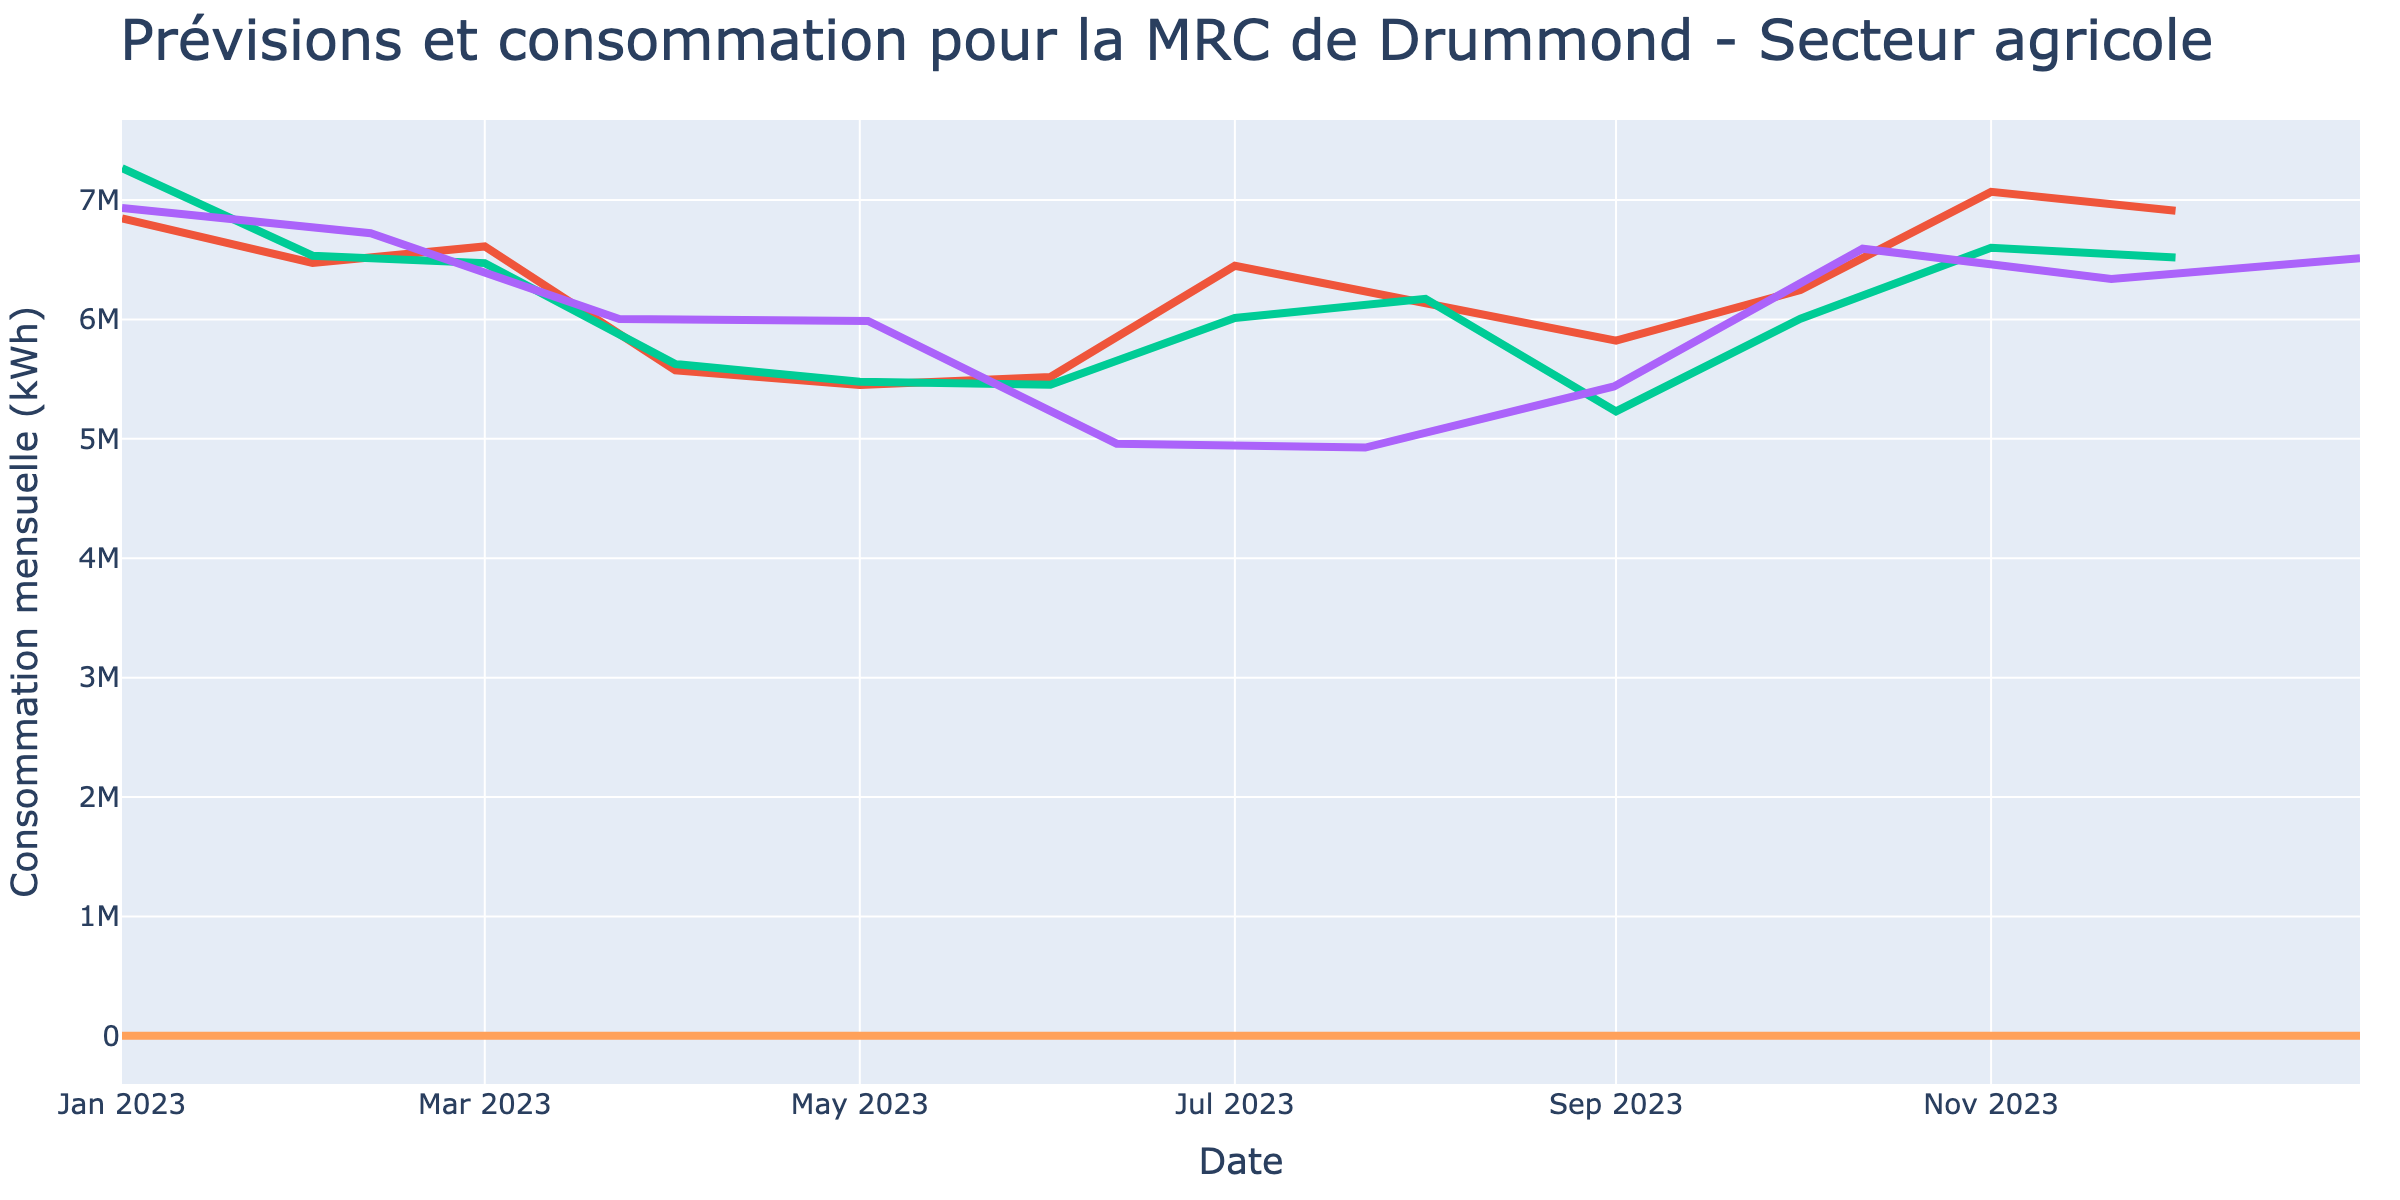 Prévisions et consommation pour la MRC de Drummond - Secteur agricole
Consommation mensuelle (kWh)
7M
6M
5M
4M
3M
2M
1M
0
Jan 2023 Mar 2023 May 2023 Jul 2023 Sep 2023 Nov 2023
Date